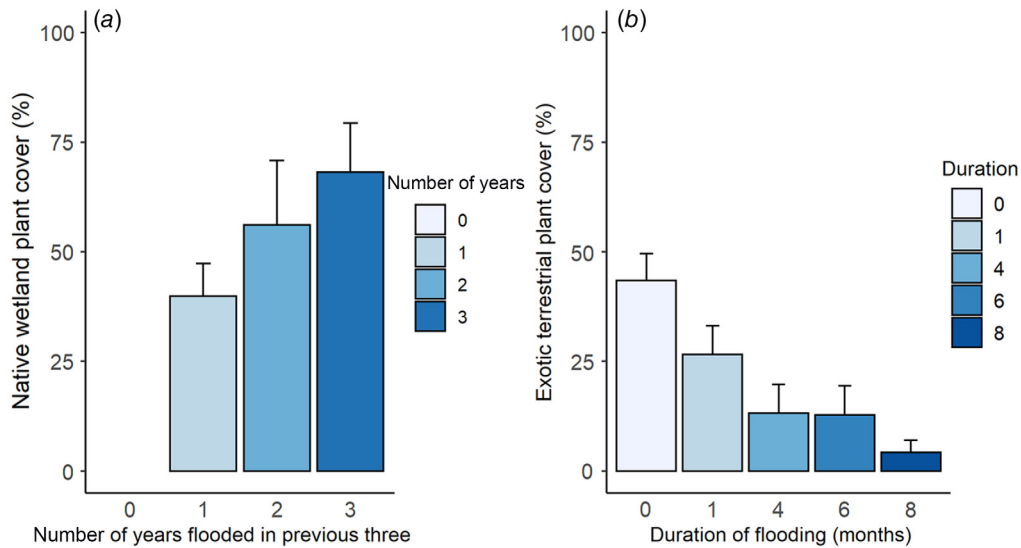 (a)
Native wetland plant cover (%)
100
75
50
25
0
0 1 2 3
Number of years flooded in previous three
Number of years
0
1
2
3
(b)
Exotic terrestrial plant cover (%)
100
75
50
25
0
0 1 4 6 8
Duration of flooding (months)
Duration
0
1
4
6
8